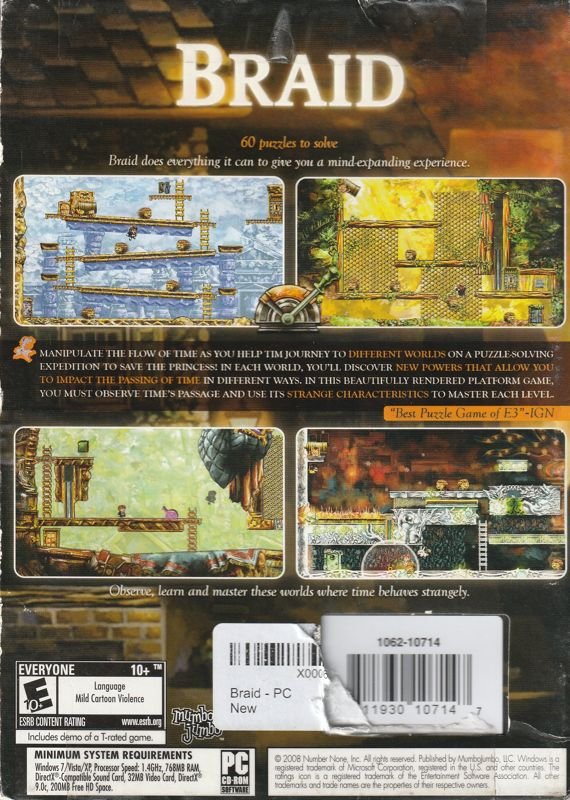 BRAID
60 puzzles to solve
Braid does everything it can to give you a mind-expanding experience.
MANIPULATE THE FLOW OF TIME AS YOU HELP TIM JOURNEY TO DIFFERENT WORLDS ON A PUZZLE-SOLVING
EXPEDITION TO SAVE THE PRINCESS! IN EACH WORLD, YOU'LL DISCOVER NEW POWERS THAT ALLOW YOU
TO IMPACT THE PASSING OF TIME IN DIFFERENT WAYS. IN THIS BEAUTIFULLY RENDERED PLATFORM GAME,
YOU MUST OBSERVE TIME'S PASSAGE AND USE ITS STRANGE CHARACTERISTICS TO MASTER EACH LEVEL.
"Best Puzzle Game of E3"-IGN
Observe, learn and master these worlds where time behaves strangely.
EVERYONE 10+ ™
E
10+
Language
Mild Cartoon Violence
ESRB CONTENT RATING www.esrb.org
Includes demo of a T-rated game.
mumbo
jumbo
X000
Braid - PC
New
1062-10714
11930 10714 7
MINIMUM SYSTEM REQUIREMENTS
Windows 7/Vista/XP, Processor Speed: 1.4GHz, 768MB RAM,
DirectX®-Compatible Sound Card, 32MB Video Card, DirectX®
9.0c, 200MB Free HD Space.
PC
CD-ROM
SOFTWARE
© 2008 Number None, Inc. All rights reserved. Published by MumboJumbo, LLC. Windows is a
registered trademark of Microsoft Corporation, registered in the U.S. and other countries. The
ratings icon is a registered trademark of the Entertainment Software Association. All other
trademarks and registered trademarks are the property of their respective owners.